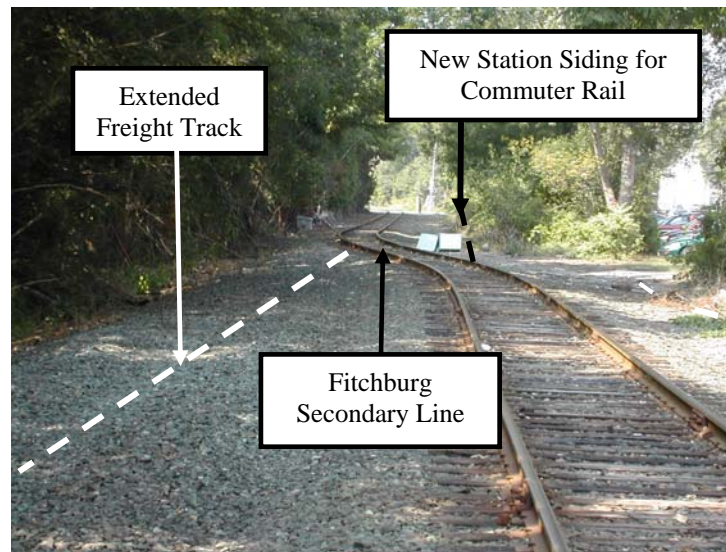 New Station Siding for
Commuter Rail
Extended
Freight Track
Fitchburg
Secondary Line